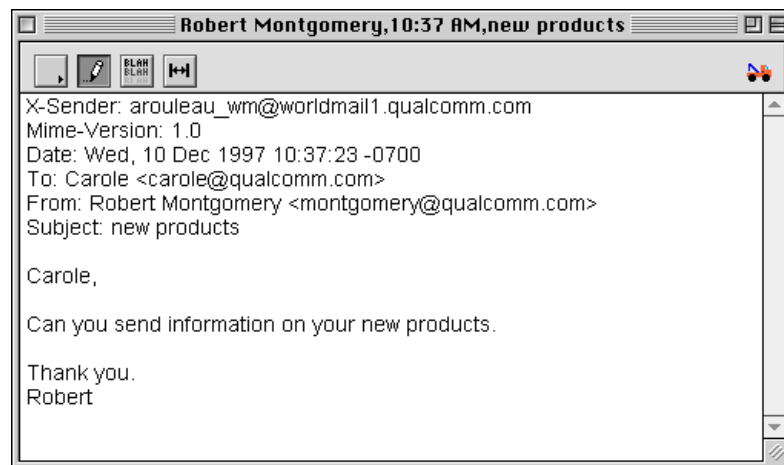 Robert Montgomery,10:37 AM,new products
BLAH
BLAH
X-Sender: arouleau_wm@worldmail1.qualcomm.com
Mime-Version: 1.0
Date: Wed, 10 Dec 1997 10:37:23 -0700
To: Carole <carole@qualcomm.com>
From: Robert Montgomery <montgomery@qualcomm.com>
Subject: new products
Carole,
Can you send information on your new products.
Thank you.
Robert